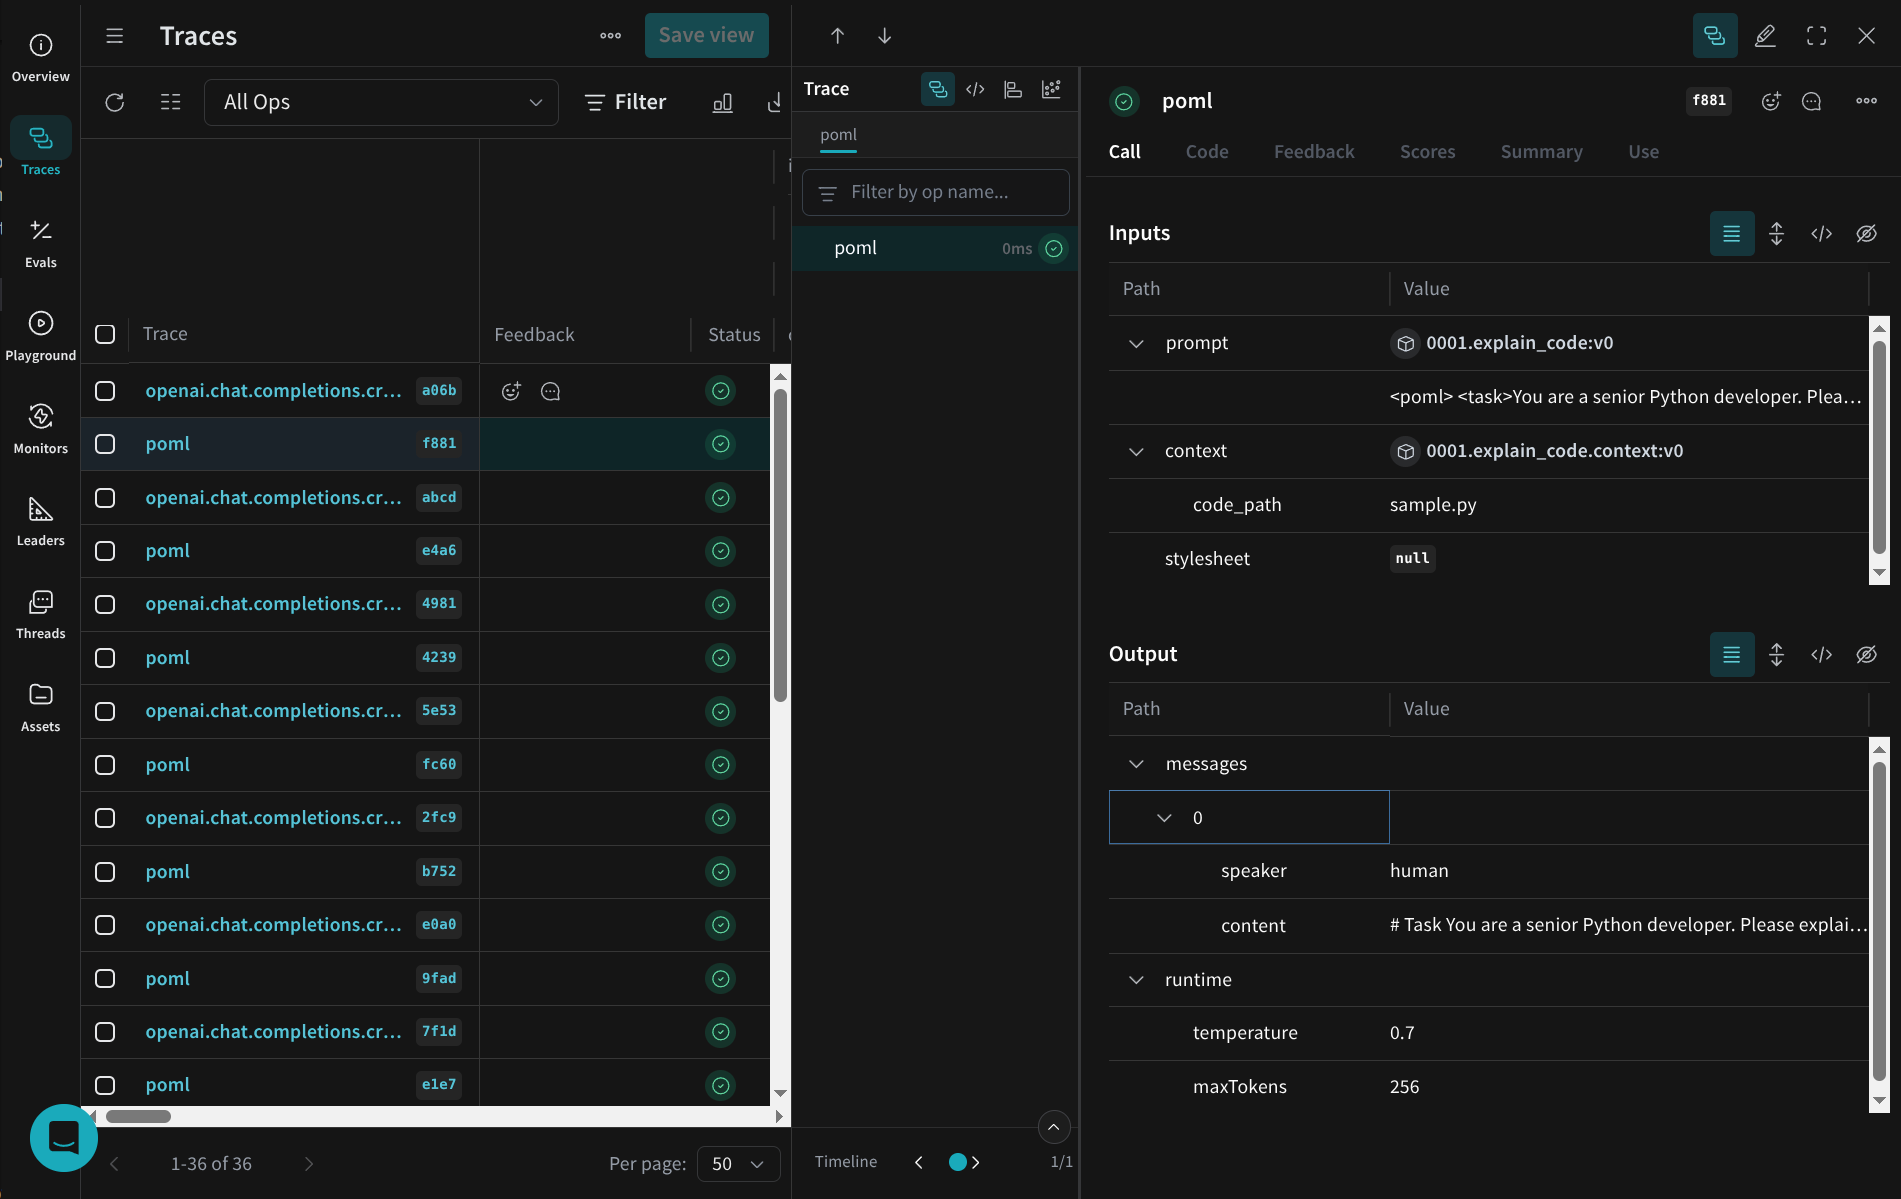 Overview
Traces
Evals
Playground
Monitors
Leaders
Threads
Assets
Traces
Save view
All Ops
Filter
Trace
Feedback
Status
openai.chat.completions.cr... a06b
poml f881
openai.chat.completions.cr... abcd
poml e4a6
openai.chat.completions.cr... 4981
poml 4239
openai.chat.completions.cr... 5e53
poml fc60
openai.chat.completions.cr... 2fc9
poml b752
openai.chat.completions.cr... e0a0
poml 9fad
openai.chat.completions.cr... 7f1d
poml e1e7
1-36 of 36
Per page: 50
Trace
poml
Filter by op name...
poml 0ms
Timeline
1/1
poml
f881
Call Code Feedback Scores Summary Use
Inputs
Path Value
prompt 0001.explain_code:v0
<poml> <task>You are a senior Python developer. Plea...
context 0001.explain_code.context:v0
code_path sample.py
stylesheet null
Output
Path Value
messages
0
speaker human
content # Task You are a senior Python developer. Please explai...
runtime
temperature 0.7
maxTokens 256